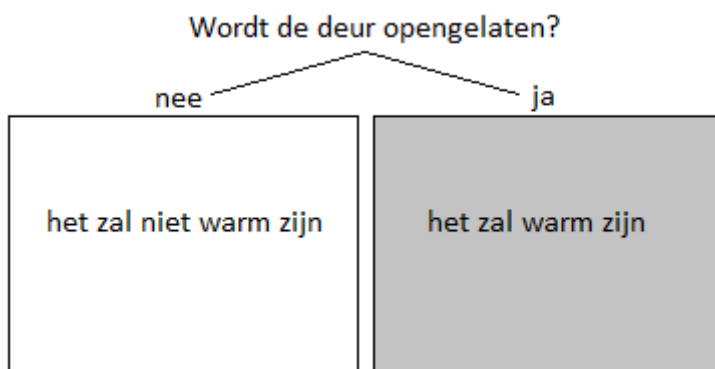 Wordt de deur opengelaten?
nee
ja
het zal niet warm zijn
het zal warm zijn